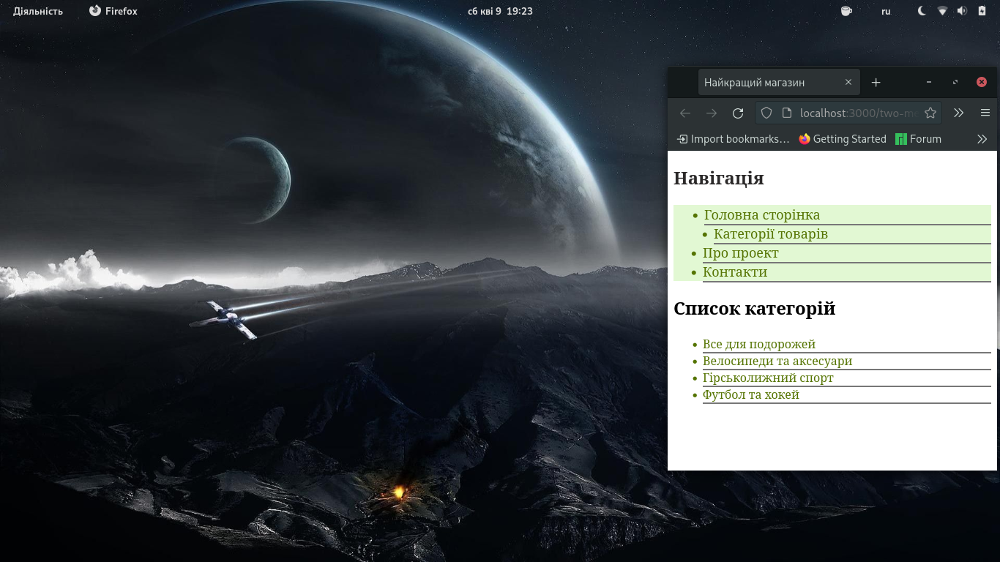 Діяльність Firefox сб кві 9 19:23 ru
Найкращий магазин
localhost:3000/two-m
Import bookmarks… Getting Started Forum
Навігація
Головна сторінка
Категорії товарів
Про проект
Контакти
Список категорій
Все для подорожей
Велосипеди та аксесуари
Гірськолижний спорт
Футбол та хокей